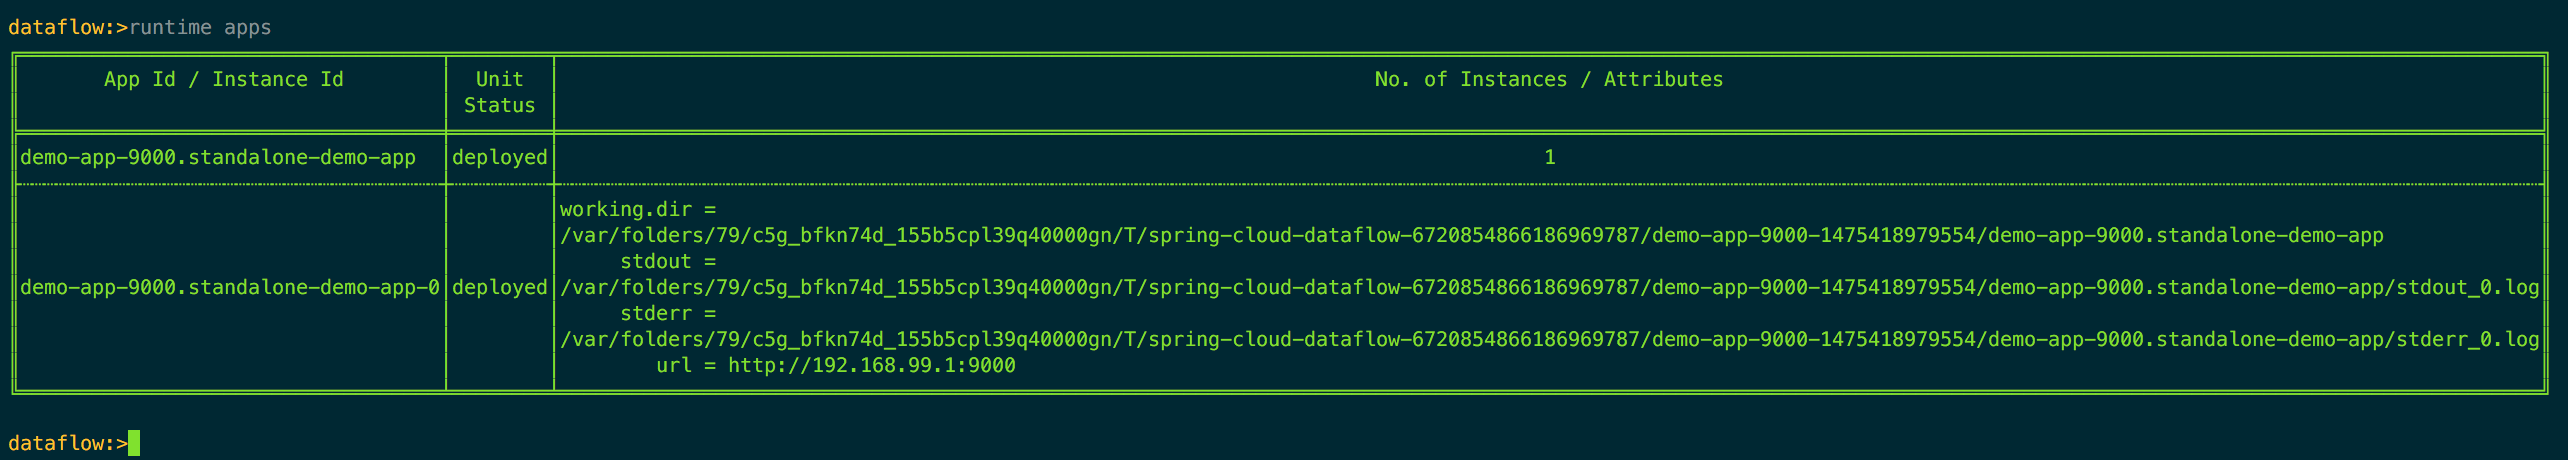 dataflow:>runtime apps
App Id / Instance Id Unit Status No. of Instances / Attributes
demo-app-9000.standalone-demo-app deployed 1
working.dir =
/var/folders/79/c5g_bfkn74d_155b5cpl39q40000gn/T/spring-cloud-dataflow-6720854866186969787/demo-app-9000-1475418979554/demo-app-9000.standalone-demo-app
stdout =
demo-app-9000.standalone-demo-app-0 deployed /var/folders/79/c5g_bfkn74d_155b5cpl39q40000gn/T/spring-cloud-dataflow-6720854866186969787/demo-app-9000-1475418979554/demo-app-9000.standalone-demo-app/stdout_0.log
stderr =
/var/folders/79/c5g_bfkn74d_155b5cpl39q40000gn/T/spring-cloud-dataflow-6720854866186969787/demo-app-9000-1475418979554/demo-app-9000.standalone-demo-app/stderr_0.log
url = http://192.168.99.1:9000
dataflow:>